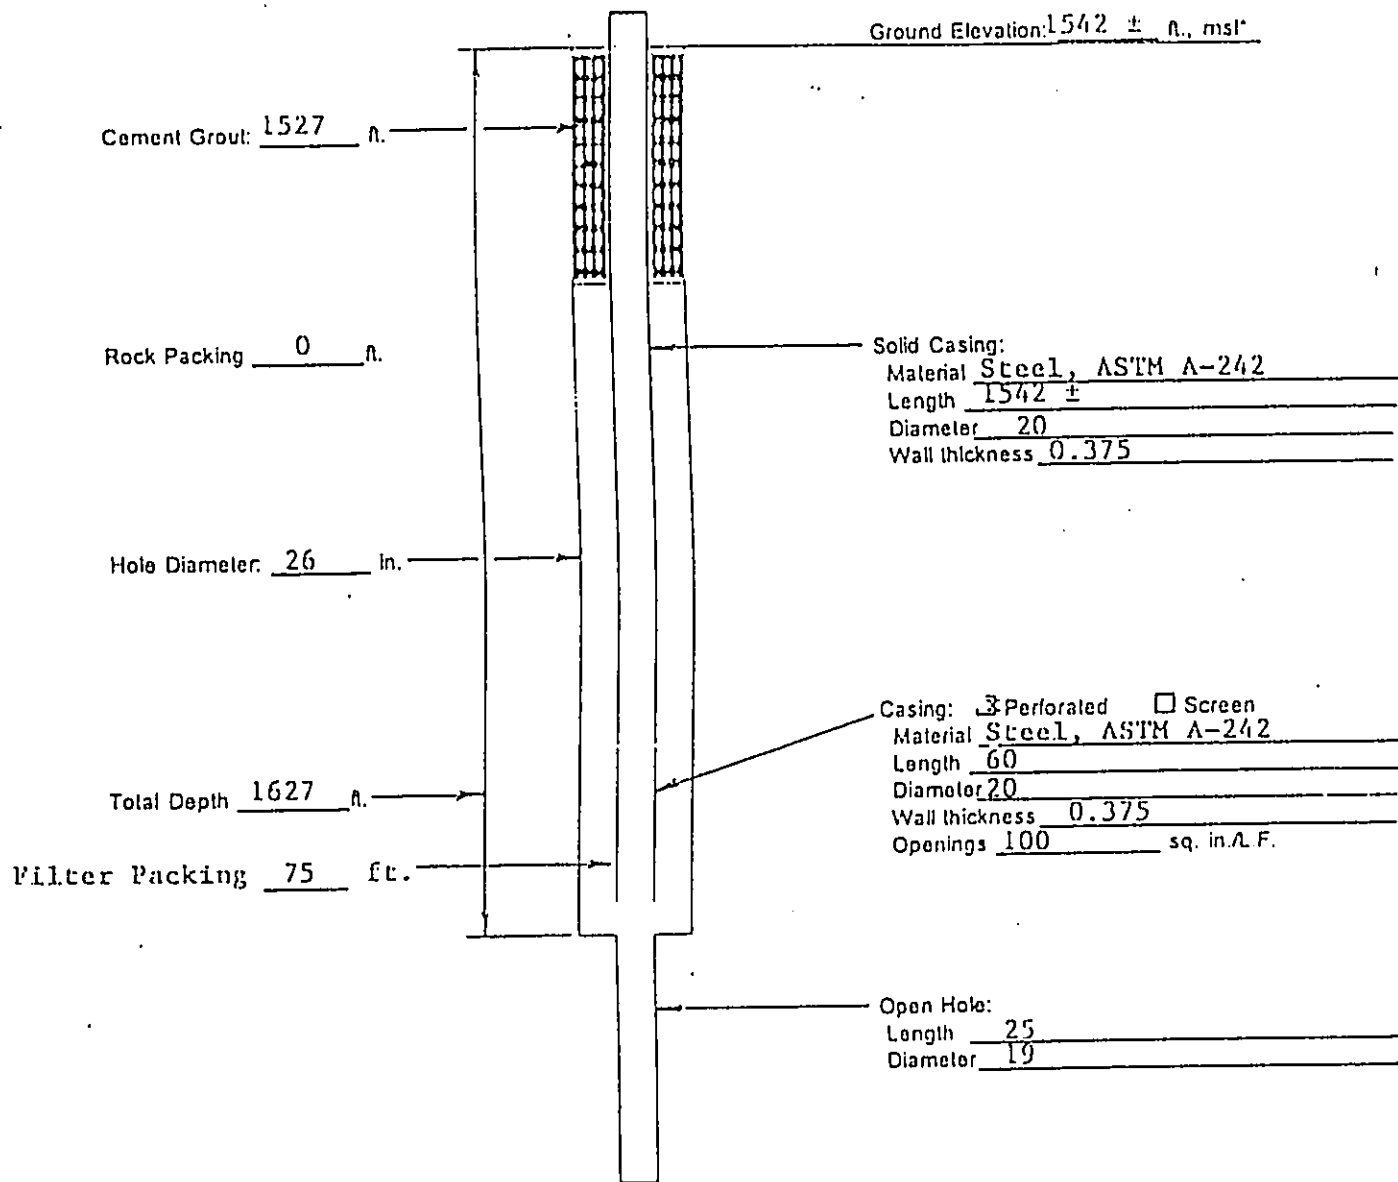 Ground Elevation: 1542 ± ft., msl*
Cement Grout: 1527 ft.
Rock Packing 0 ft.
Solid Casing:
Material Steel, ASTM A-242
Length 1542 ±
Diameter 20
Wall thickness 0.375
Hole Diameter: 26 in.
Casing: Perforated ☐ Screen
Material Steel, ASTM A-242
Length 60
Diameter 20
Wall thickness 0.375
Openings 100 sq. in./L.F.
Total Depth 1627 ft.
Filter Packing 75 ft.
Open Hole:
Length 25
Diameter 19